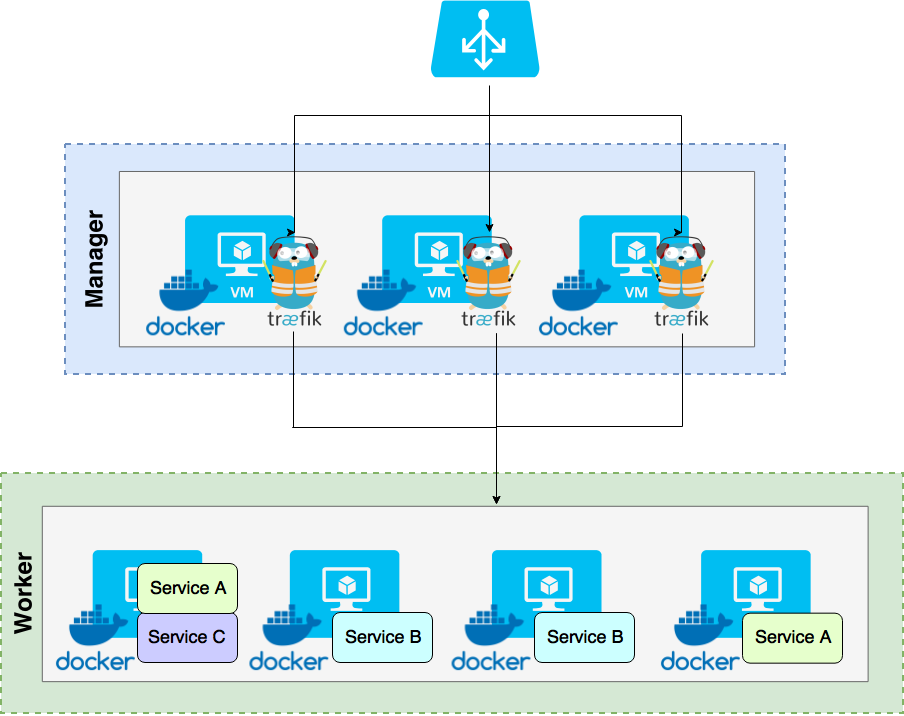 Manager
VM
VM
VM
docker
træfik
docker
træfik
docker
træfik
Worker
Service A
Service C
Service B
Service B
Service A
docker
docker
docker
docker